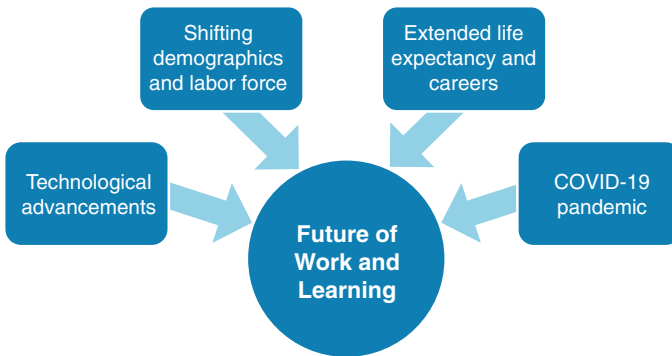 Shifting
demographics
and labor force
Extended life
expectancy and
careers
Technological
advancements
COVID-19
pandemic
Future of
Work and
Learning